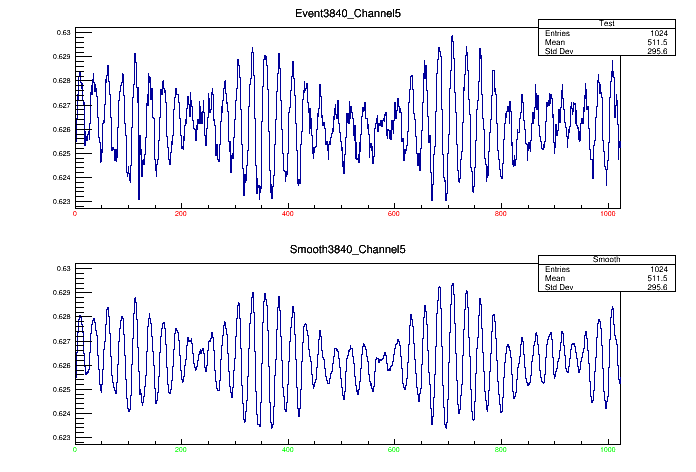 Event3840_Channel5
Test
Entries 1024
Mean 511.5
Std Dev 295.6
0.63
0.629
0.628
0.627
0.626
0.625
0.624
0.623
0 200 400 600 800 1000
Smooth3840_Channel5
Smooth
Entries 1024
Mean 511.5
Std Dev 295.6
0.63
0.629
0.628
0.627
0.626
0.625
0.624
0.623
0 200 400 600 800 1000